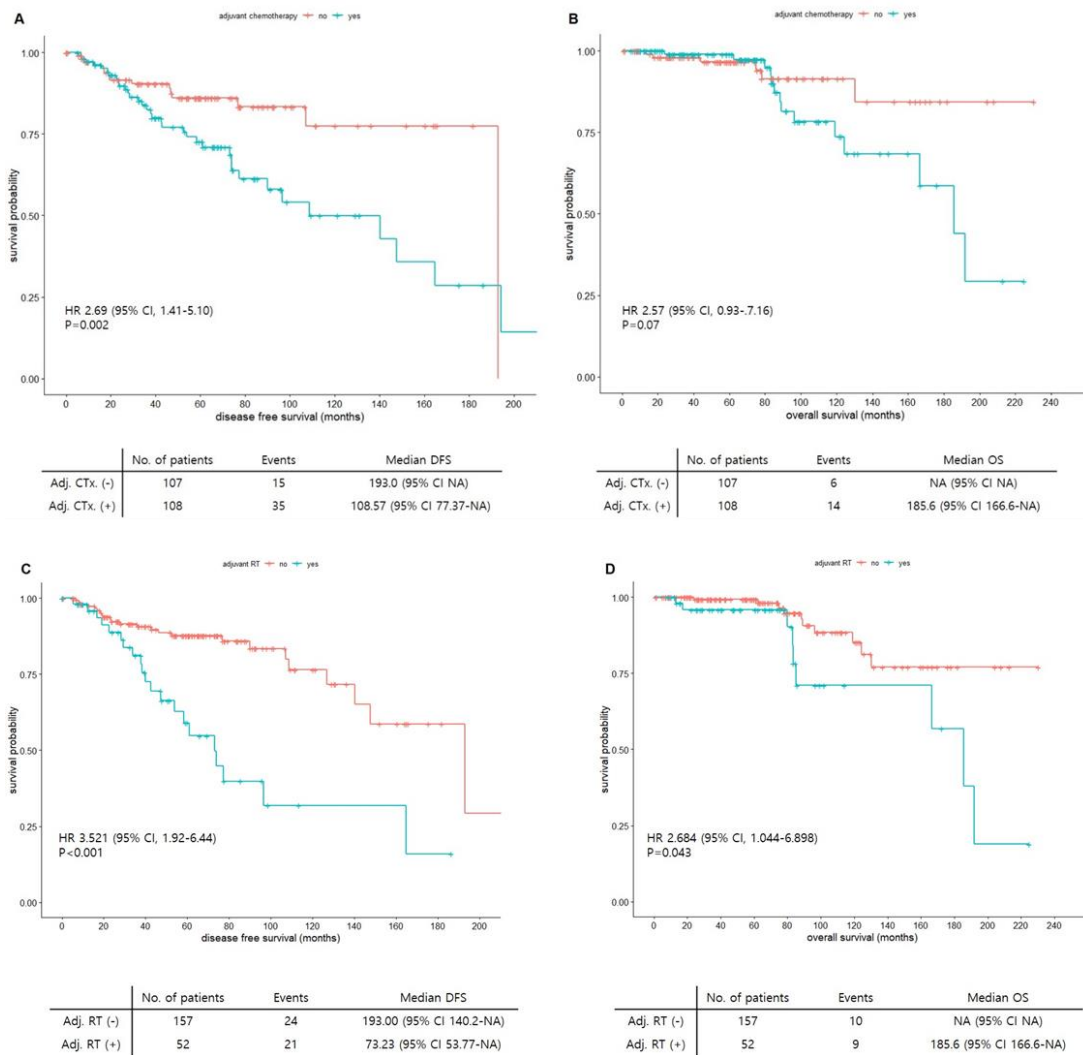 A
adjuvant chemotherapy no yes
survival probability
1.00
0.75
0.50
0.25
0.00
HR 2.69 (95% CI, 1.41-5.10)
P=0.002
0 20 40 60 80 100 120 140 160 180 200
disease free survival (months)
No. of patients Events Median DFS
Adj. CTx. (-) 107 15 193.0 (95% CI NA)
Adj. CTx. (+) 108 35 108.57 (95% CI 77.37-NA)
B
adjuvant chemotherapy no yes
survival probability
1.00
0.75
0.50
0.25
0.00
HR 2.57 (95% CI, 0.93-.7.16)
P=0.07
0 20 40 60 80 100 120 140 160 180 200 220 240
overall survival (months)
No. of patients Events Median OS
Adj. CTx. (-) 107 6 NA (95% CI NA)
Adj. CTx. (+) 108 14 185.6 (95% CI 166.6-NA)
C
adjuvant RT no yes
survival probability
1.00
0.75
0.50
0.25
0.00
HR 3.521 (95% CI, 1.92-6.44)
P<0.001
0 20 40 60 80 100 120 140 160 180 200
disease free survival (months)
No. of patients Events Median DFS
Adj. RT (-) 157 24 193.00 (95% CI 140.2-NA)
Adj. RT (+) 52 21 73.23 (95% CI 53.77-NA)
D
adjuvant RT no yes
survival probability
1.00
0.75
0.50
0.25
0.00
HR 2.684 (95% CI, 1.044-6.898)
P=0.043
0 20 40 60 80 100 120 140 160 180 200 220 240
overall survival (months)
No. of patients Events Median OS
Adj. RT (-) 157 10 NA (95% CI NA)
Adj. RT (+) 52 9 185.6 (95% CI 166.6-NA)